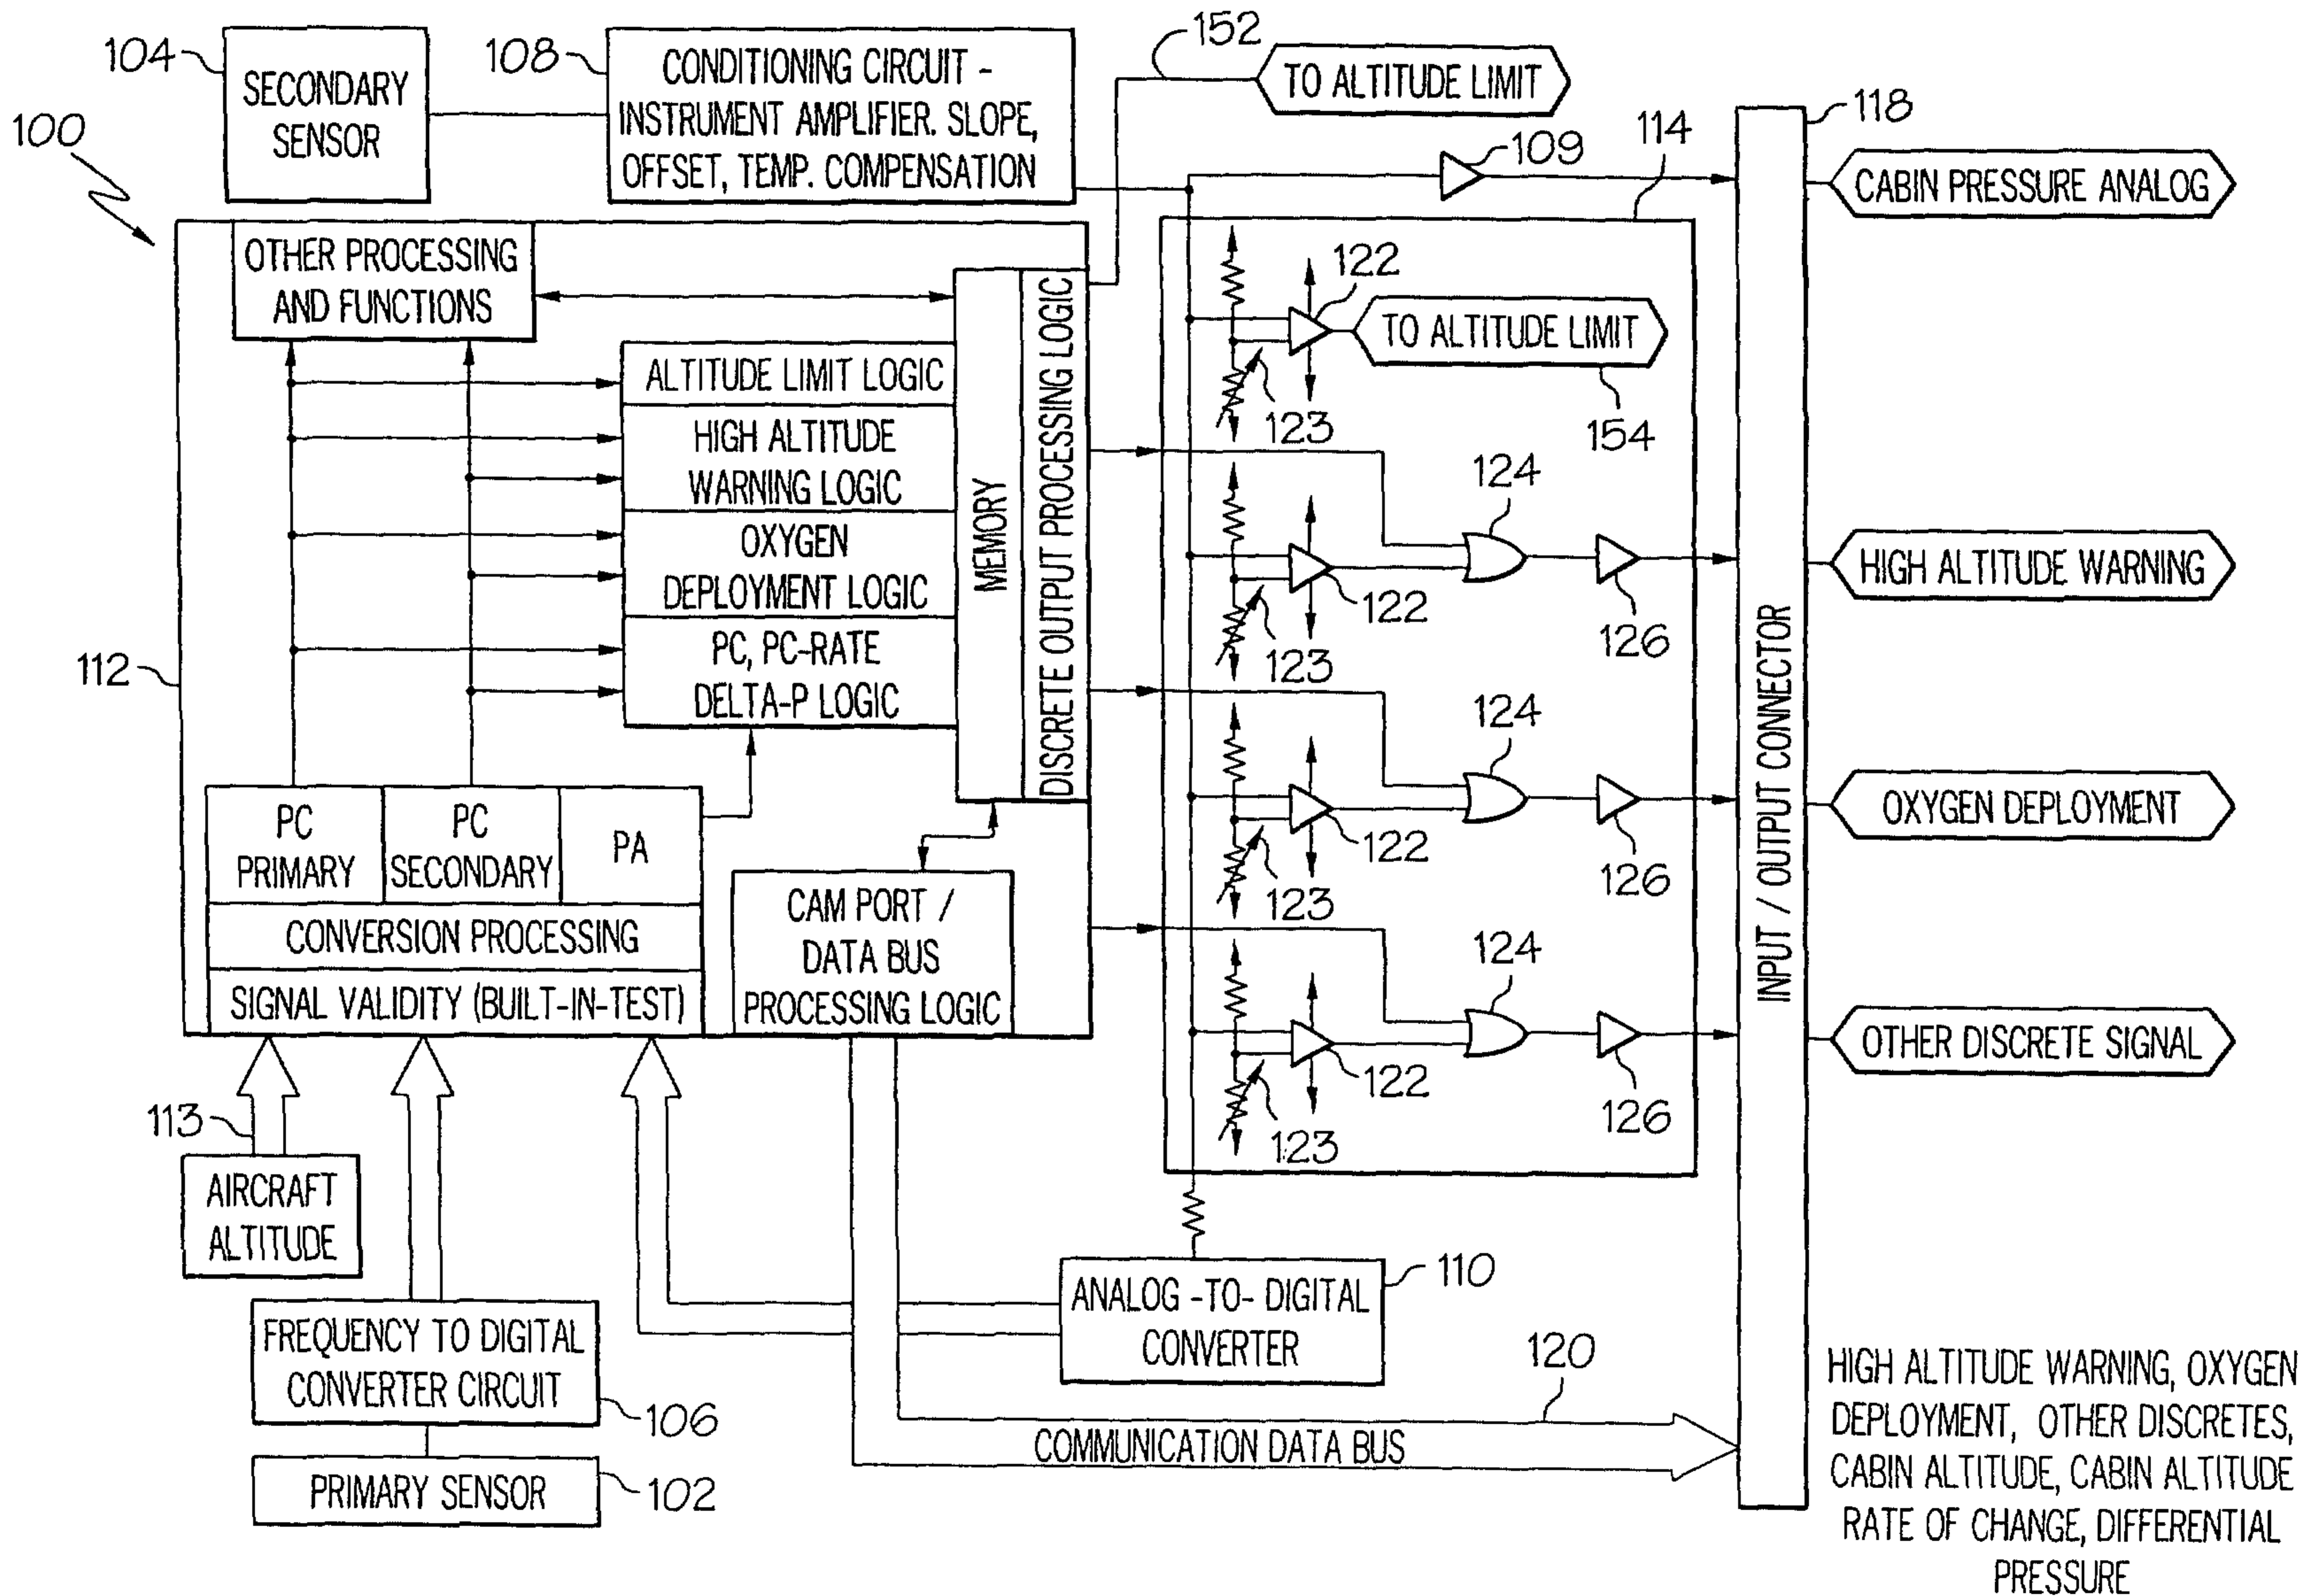 104
SECONDARY
SENSOR
108
CONDITIONING CIRCUIT -
INSTRUMENT AMPLIFIER. SLOPE,
OFFSET, TEMP. COMPENSATION
152
TO ALTITUDE LIMIT
118
100
109
114
CABIN PRESSURE ANALOG
OTHER PROCESSING
AND FUNCTIONS
ALTITUDE LIMIT LOGIC
HIGH ALTITUDE
WARNING LOGIC
OXYGEN
DEPLOYMENT LOGIC
PC, PC-RATE
DELTA-P LOGIC
MEMORY
DISCRETE OUTPUT PROCESSING LOGIC
112
PC
PRIMARY
PC
SECONDARY
PA
CONVERSION PROCESSING
SIGNAL VALIDITY (BUILT-IN-TEST)
CAM PORT /
DATA BUS
PROCESSING LOGIC
122
TO ALTITUDE LIMIT
123
154
124
122
123
126
HIGH ALTITUDE WARNING
124
122
123
126
OXYGEN DEPLOYMENT
124
122
123
126
OTHER DISCRETE SIGNAL
INPUT / OUTPUT CONNECTOR
113
AIRCRAFT
ALTITUDE
FREQUENCY TO DIGITAL
CONVERTER CIRCUIT
106
PRIMARY SENSOR
102
ANALOG -TO- DIGITAL
CONVERTER
110
120
COMMUNICATION DATA BUS
HIGH ALTITUDE WARNING, OXYGEN
DEPLOYMENT, OTHER DISCRETES,
CABIN ALTITUDE, CABIN ALTITUDE
RATE OF CHANGE, DIFFERENTIAL
PRESSURE